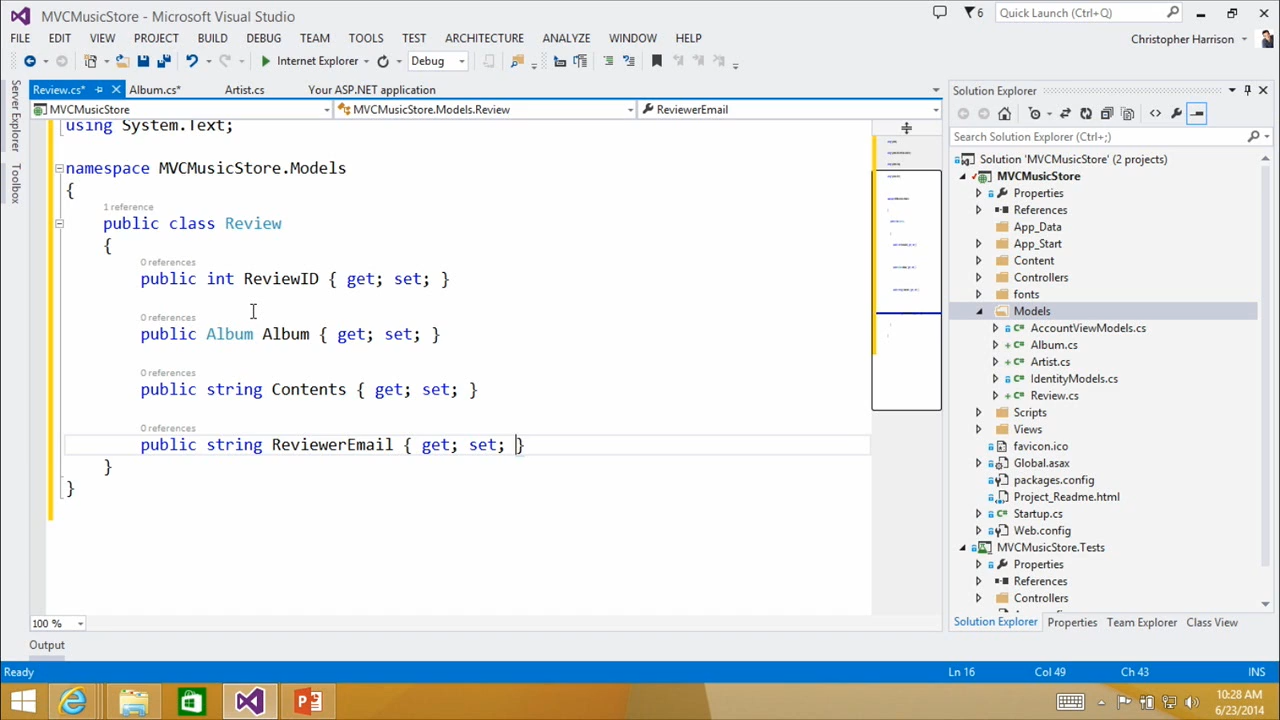 MVCMusicStore - Microsoft Visual Studio
6
Quick Launch (Ctrl+Q)
FILE EDIT VIEW PROJECT BUILD DEBUG TEAM TOOLS TEST ARCHITECTURE ANALYZE WINDOW HELP
Christopher Harrison
Internet Explorer
Debug
Server Explorer
Toolbox
Review.cs* Album.cs* Artist.cs Your ASP.NET application
MVCMusicStore MVCMusicStore.Models.Review ReviewerEmail
using System.Text;
namespace MVCMusicStore.Models
{
1 reference
public class Review
{
0 references
public int ReviewID { get; set; }
0 references
public Album Album { get; set; }
0 references
public string Contents { get; set; }
0 references
public string ReviewerEmail { get; set; }
}
}
100 %
Output
Solution Explorer
Search Solution Explorer (Ctrl+;)
Solution 'MVCMusicStore' (2 projects)
MVCMusicStore
Properties
References
App_Data
App_Start
Content
Controllers
fonts
Models
AccountViewModels.cs
Album.cs
Artist.cs
IdentityModels.cs
Review.cs
Scripts
Views
favicon.ico
Global.asax
packages.config
Project_Readme.html
Startup.cs
Web.config
MVCMusicStore.Tests
Properties
References
Controllers
Solution Explorer Properties Team Explorer Class View
Ready Ln 16 Col 49 Ch 43 INS
10:28 AM
6/23/2014